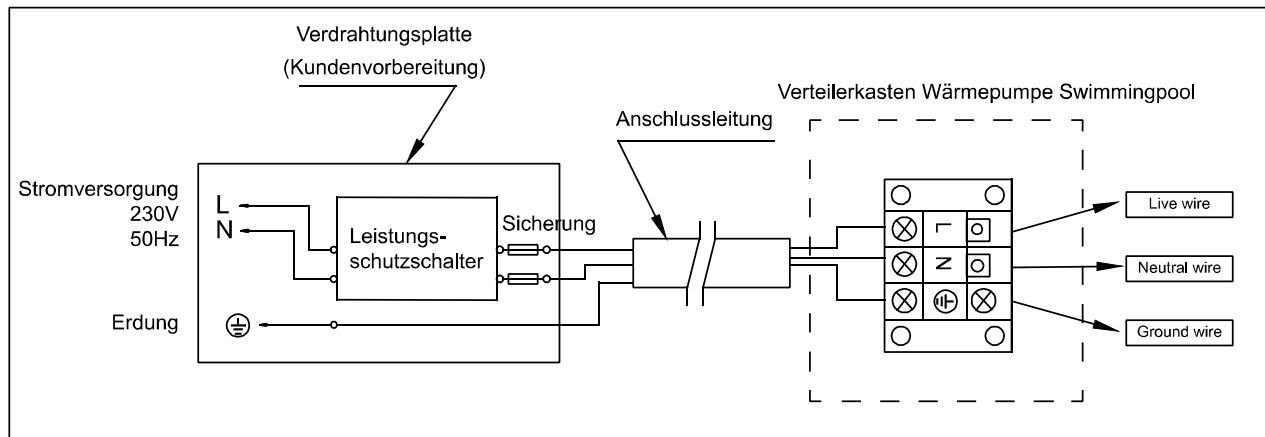 Verdrahtungsplatte
(Kundenvorbereitung)
Verteilerkasten Wärmepumpe Swimmingpool
Anschlussleitung
Stromversorgung
230V
50Hz
L
N
Leistungs-
schutzschalter
Sicherung
Erdung
L
N
Live wire
Neutral wire
Ground wire